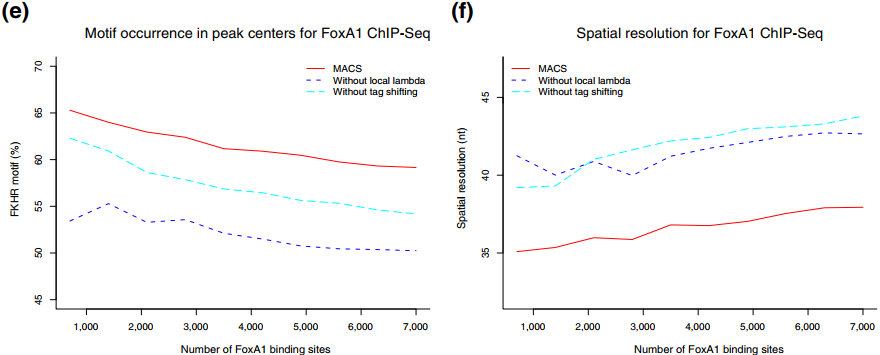 (e)
Motif occurrence in peak centers for FoxA1 ChIP-Seq
FKHR motif (%)
70
65
60
55
50
45
MACS
Without local lambda
Without tag shifting
1,000 2,000 3,000 4,000 5,000 6,000 7,000
Number of FoxA1 binding sites
(f)
Spatial resolution for FoxA1 ChIP-Seq
Spatial resolution (nt)
45
40
35
MACS
Without local lambda
Without tag shifting
1,000 2,000 3,000 4,000 5,000 6,000 7,000
Number of FoxA1 binding sites